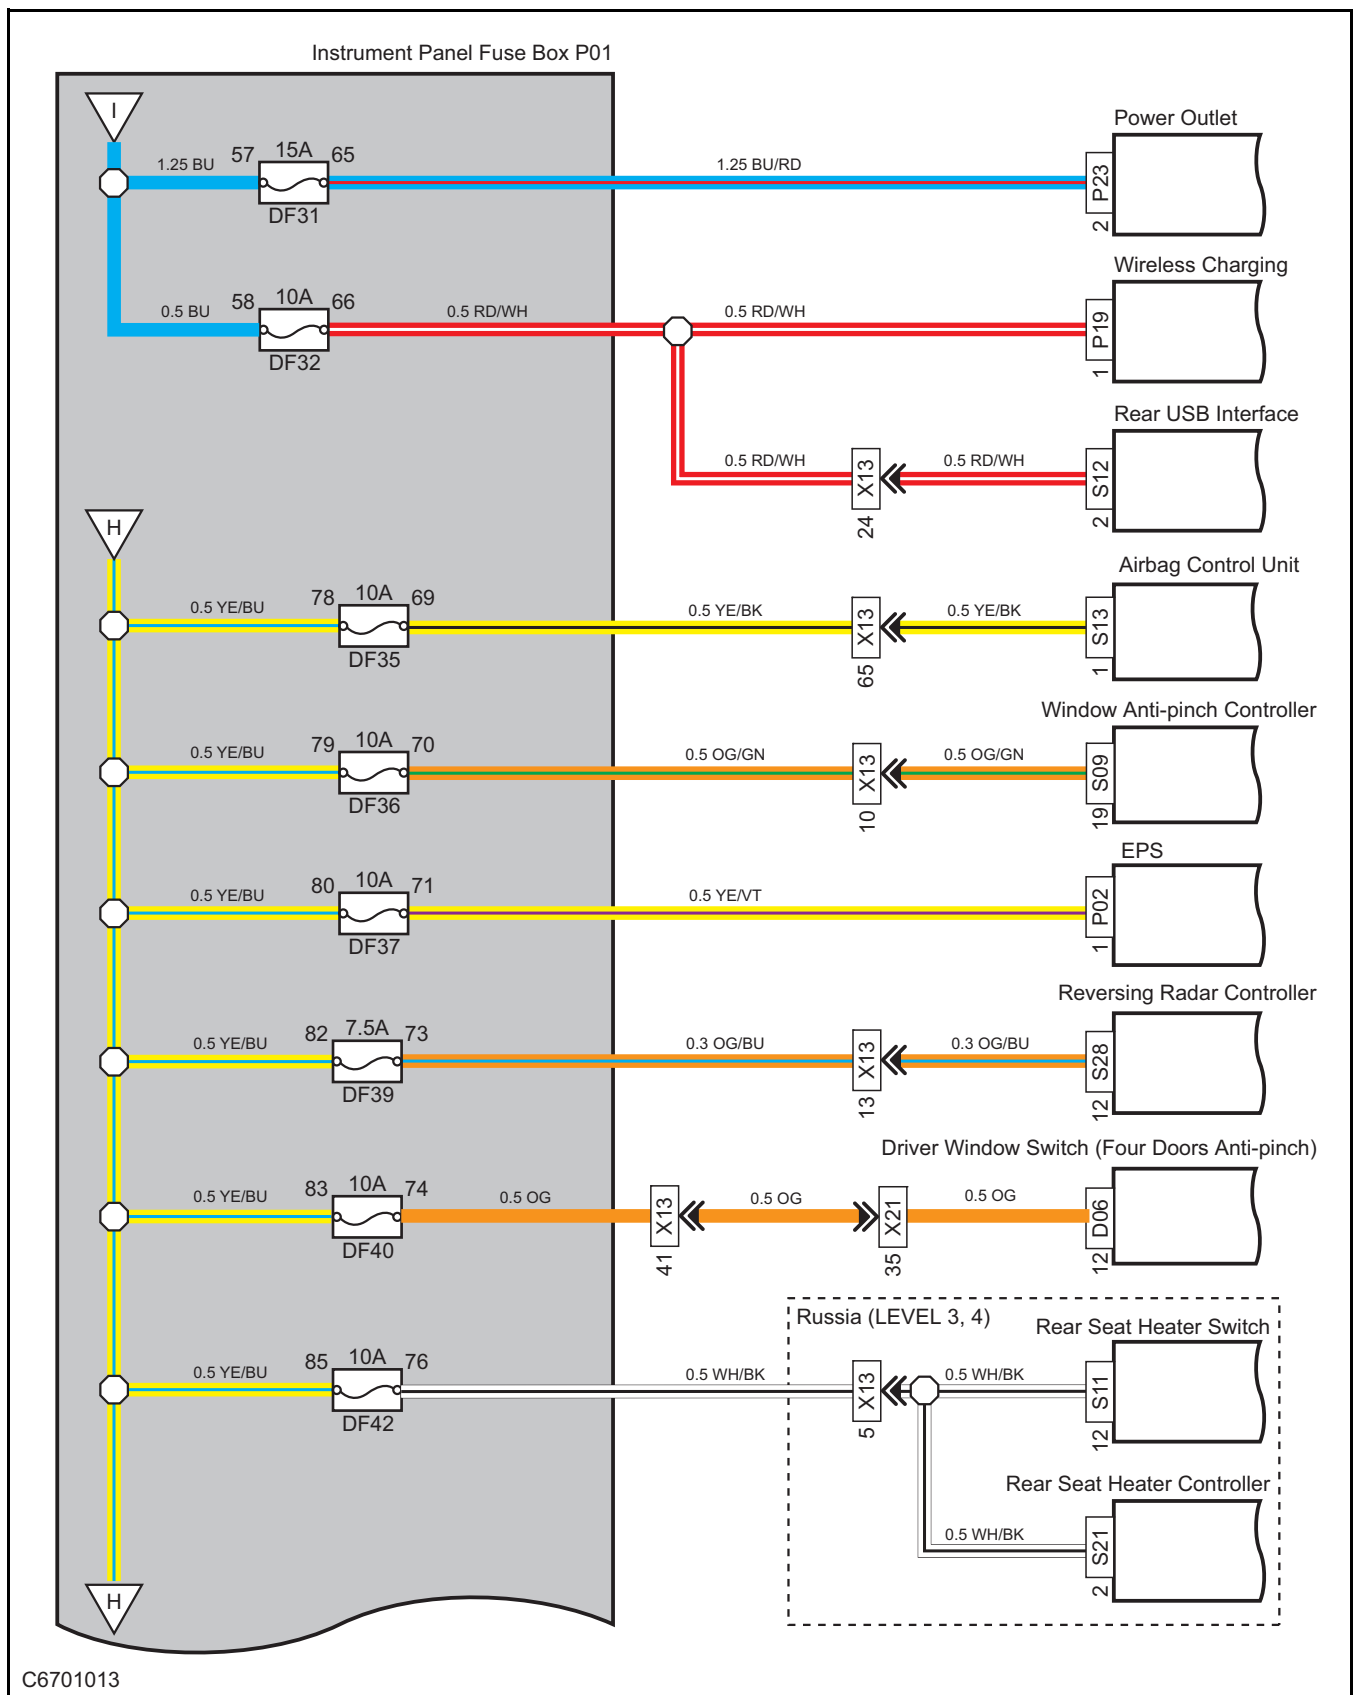 Instrument Panel Fuse Box P01
I
1.25 BU
57
15A
65
DF31
1.25 BU/RD
Power Outlet
P23
2
0.5 BU
58
10A
66
DF32
0.5 RD/WH
0.5 RD/WH
Wireless Charging
P19
1
0.5 RD/WH
X13
24
0.5 RD/WH
Rear USB Interface
S12
2
H
0.5 YE/BU
78
10A
69
DF35
0.5 YE/BK
X13
65
0.5 YE/BK
Airbag Control Unit
S13
1
0.5 YE/BU
79
10A
70
DF36
0.5 OG/GN
X13
10
0.5 OG/GN
Window Anti-pinch Controller
S09
19
0.5 YE/BU
80
10A
71
DF37
0.5 YE/VT
EPS
P02
1
0.5 YE/BU
82
7.5A
73
DF39
0.3 OG/BU
X13
13
0.3 OG/BU
Reversing Radar Controller
S28
12
0.5 YE/BU
83
10A
74
DF40
0.5 OG
X13
41
0.5 OG
X21
35
0.5 OG
Driver Window Switch (Four Doors Anti-pinch)
D06
12
0.5 YE/BU
85
10A
76
DF42
0.5 WH/BK
Russia (LEVEL 3, 4)
X13
5
0.5 WH/BK
Rear Seat Heater Switch
S11
12
0.5 WH/BK
Rear Seat Heater Controller
S21
2
H
C6701013